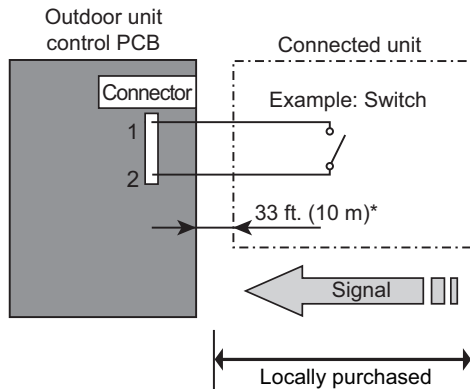 Outdoor unit
control PCB
Connected unit
Connector
Example: Switch
1
2
33 ft. (10 m)*
Signal
Locally purchased